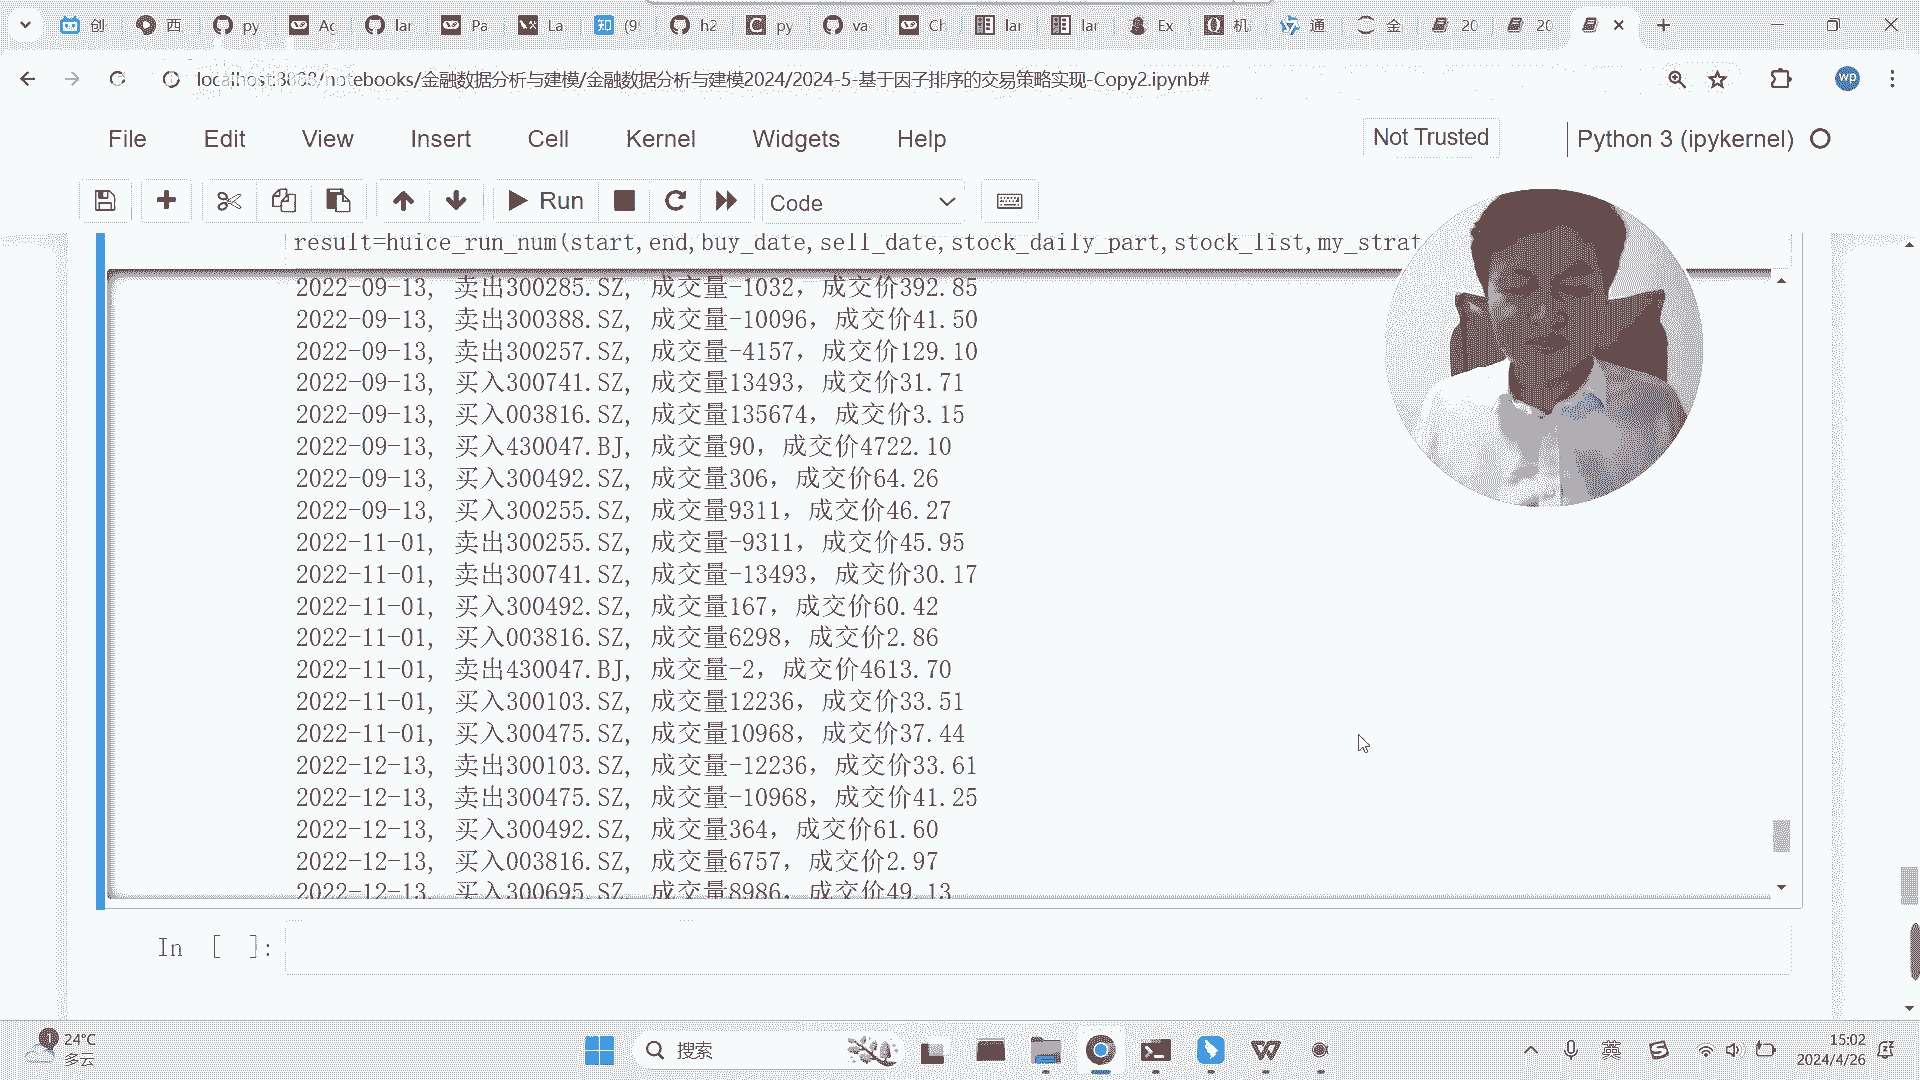 创 西 py Ag lar Pa La (9 h2 py va Ch lar lar Ex 机 通 金 20 20
localhost:8888/notebooks/金融数据分析与建模/金融数据分析与建模2024/2024-5-基于因子排序的交易策略实现-Copy2.ipynb#
wp
File Edit View Insert Cell Kernel Widgets Help Not Trusted Python 3 (ipykernel)
Run Code
result=huice_run_num(start,end,buy_date,sell_date,stock_daily_part,stock_list,my_strat
2022-09-13, 卖出300285.SZ, 成交量-1032, 成交价392.85
2022-09-13, 卖出300388.SZ, 成交量-10096, 成交价41.50
2022-09-13, 卖出300257.SZ, 成交量-4157, 成交价129.10
2022-09-13, 买入300741.SZ, 成交量13493, 成交价31.71
2022-09-13, 买入003816.SZ, 成交量135674, 成交价3.15
2022-09-13, 买入430047.BJ, 成交量90, 成交价4722.10
2022-09-13, 买入300492.SZ, 成交量306, 成交价64.26
2022-09-13, 买入300255.SZ, 成交量9311, 成交价46.27
2022-11-01, 卖出300255.SZ, 成交量-9311, 成交价45.95
2022-11-01, 卖出300741.SZ, 成交量-13493, 成交价30.17
2022-11-01, 买入300492.SZ, 成交量167, 成交价60.42
2022-11-01, 买入003816.SZ, 成交量6298, 成交价2.86
2022-11-01, 卖出430047.BJ, 成交量-2, 成交价4613.70
2022-11-01, 买入300103.SZ, 成交量12236, 成交价33.51
2022-11-01, 买入300475.SZ, 成交量10968, 成交价37.44
2022-12-13, 卖出300103.SZ, 成交量-12236, 成交价33.61
2022-12-13, 卖出300475.SZ, 成交量-10968, 成交价41.25
2022-12-13, 买入300492.SZ, 成交量364, 成交价61.60
2022-12-13, 买入003816.SZ, 成交量6757, 成交价2.97
2022-12-13, 买入300695.SZ, 成交量8986, 成交价49.13
In [ ]:
1 24°C
多云
搜索
英
15:02
2024/4/26